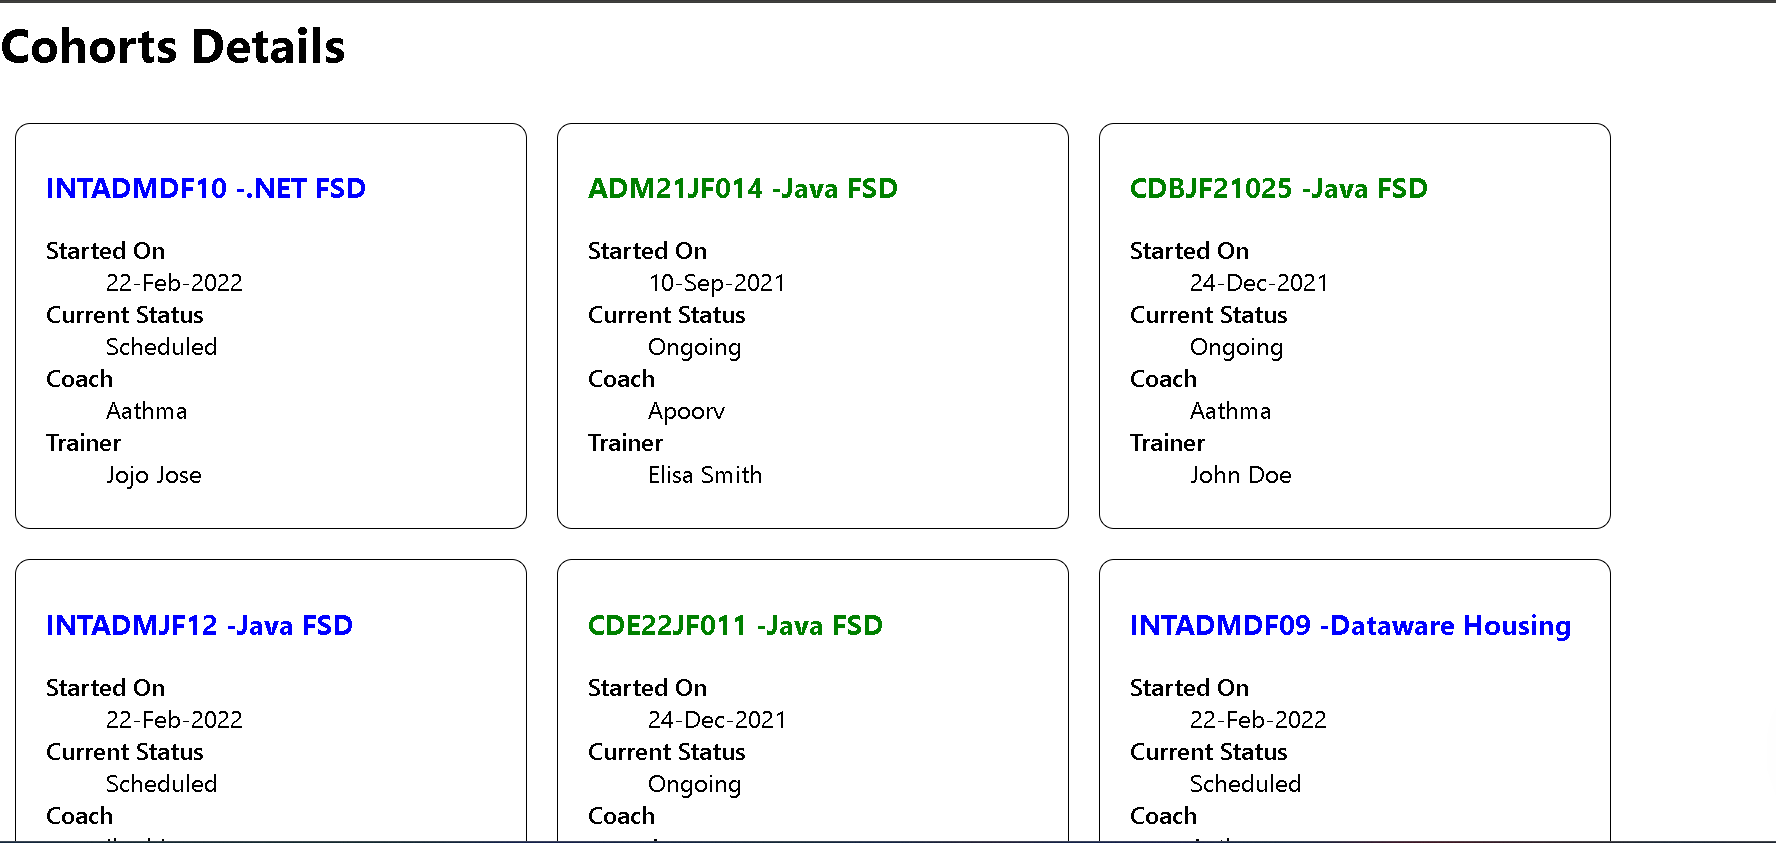 Cohorts Details
INTADMDF10 -.NET FSD
Started On
22-Feb-2022
Current Status
Scheduled
Coach
Aathma
Trainer
Jojo Jose
ADM21JF014 -Java FSD
Started On
10-Sep-2021
Current Status
Ongoing
Coach
Apoorv
Trainer
Elisa Smith
CDBJF21025 -Java FSD
Started On
24-Dec-2021
Current Status
Ongoing
Coach
Aathma
Trainer
John Doe
INTADMJF12 -Java FSD
Started On
22-Feb-2022
Current Status
Scheduled
Coach
CDE22JF011 -Java FSD
Started On
24-Dec-2021
Current Status
Ongoing
Coach
INTADMDF09 -Dataware Housing
Started On
22-Feb-2022
Current Status
Scheduled
Coach